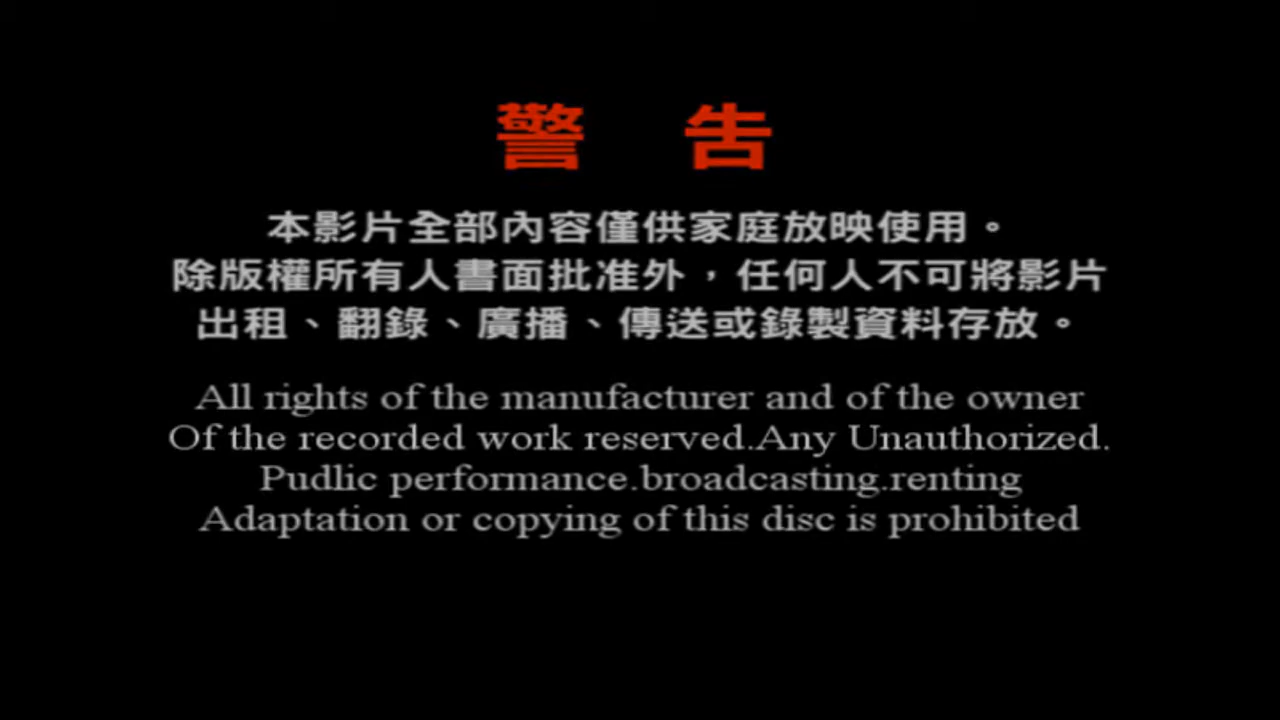 警 告
本影片全部內容僅供家庭放映使用。
除版權所有人書面批准外，任何人不可將影片
出租、翻錄、廣播、傳送或錄製資料存放。
All rights of the manufacturer and of the owner
Of the recorded work reserved.Any Unauthorized.
Pudlic performance.broadcasting.renting
Adaptation or copying of this disc is prohibited